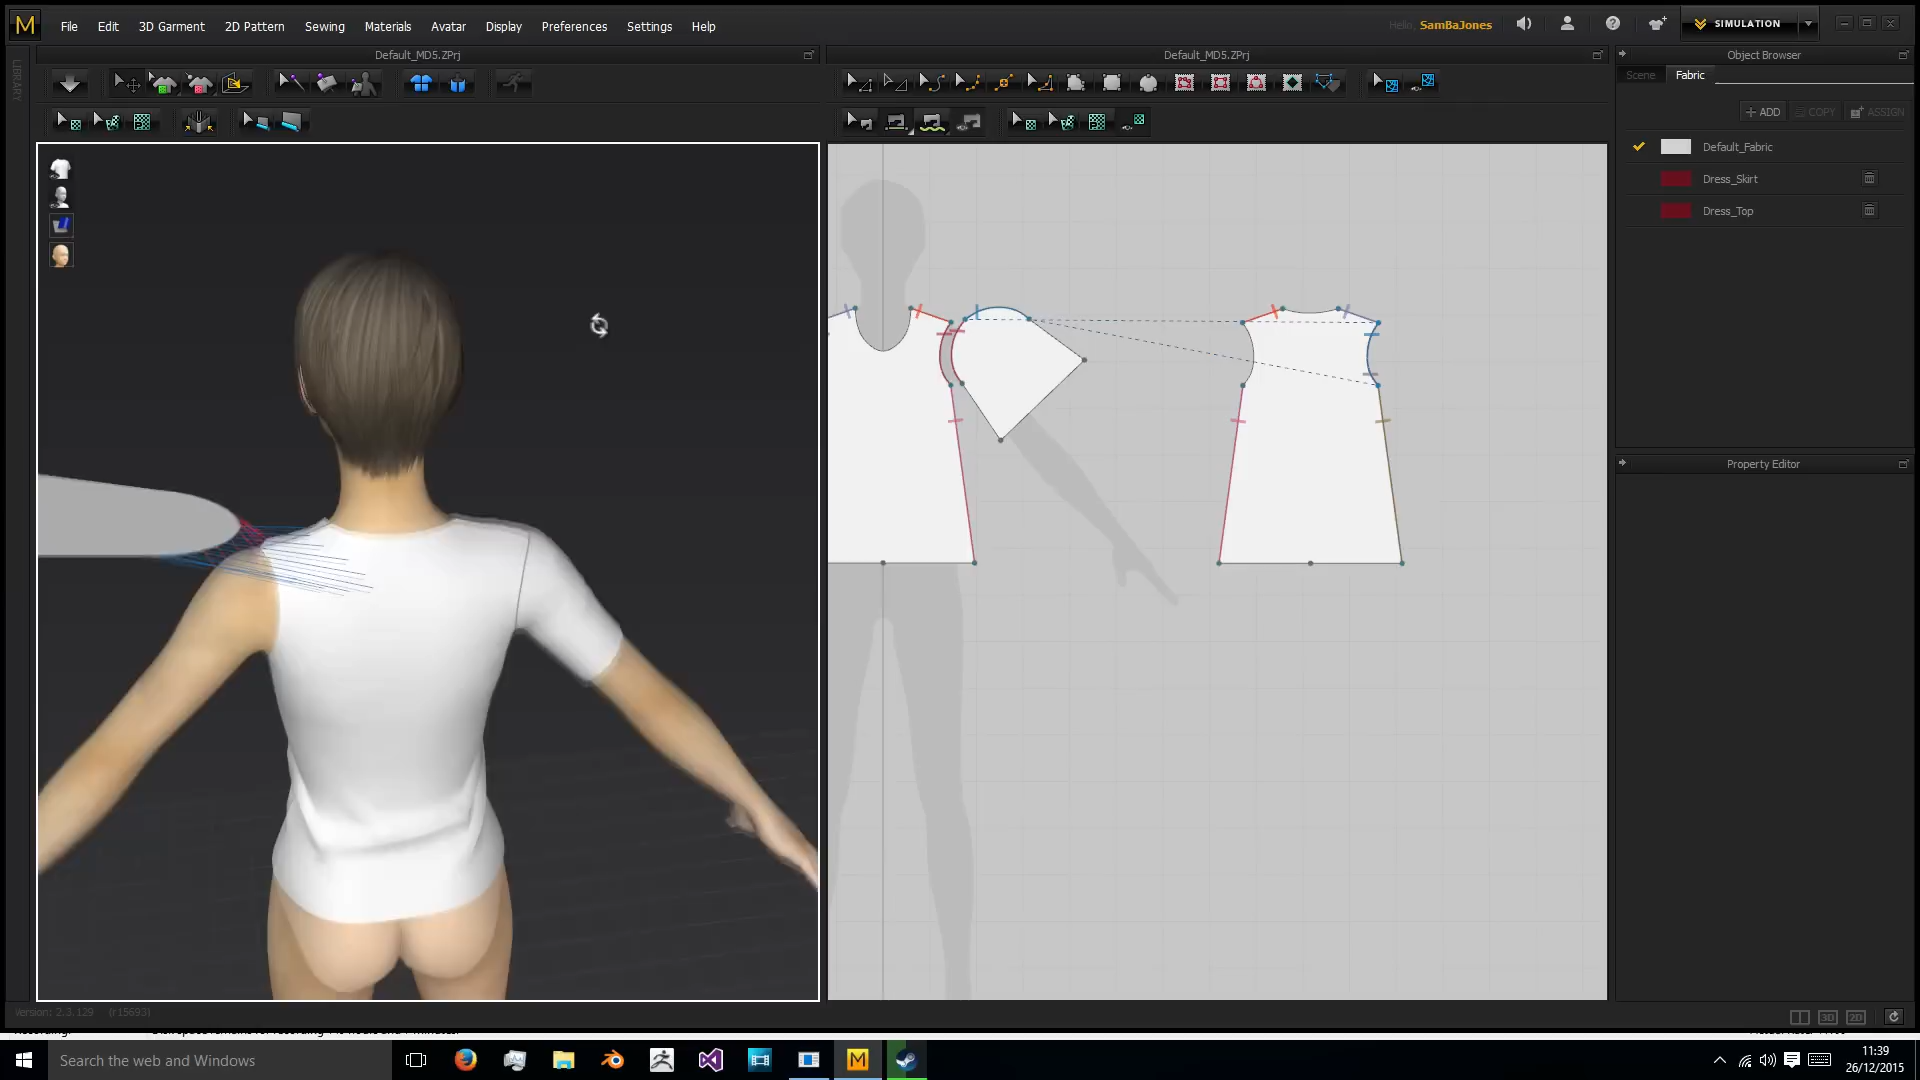 M File Edit 3D Garment 2D Pattern Sewing Materials Avatar Display Preferences Settings Help Hello, SamBaJones SIMULATION
LIBRARY
Default_MD5.ZPrj
Default_MD5.ZPrj
Object Browser
Scene Fabric
+ ADD COPY ASSIGN
Default_Fabric
Dress_Skirt
Dress_Top
Property Editor
Version: 2.3.129 (r15693)
3D 2D
Search the web and Windows
M
11:39
26/12/2015